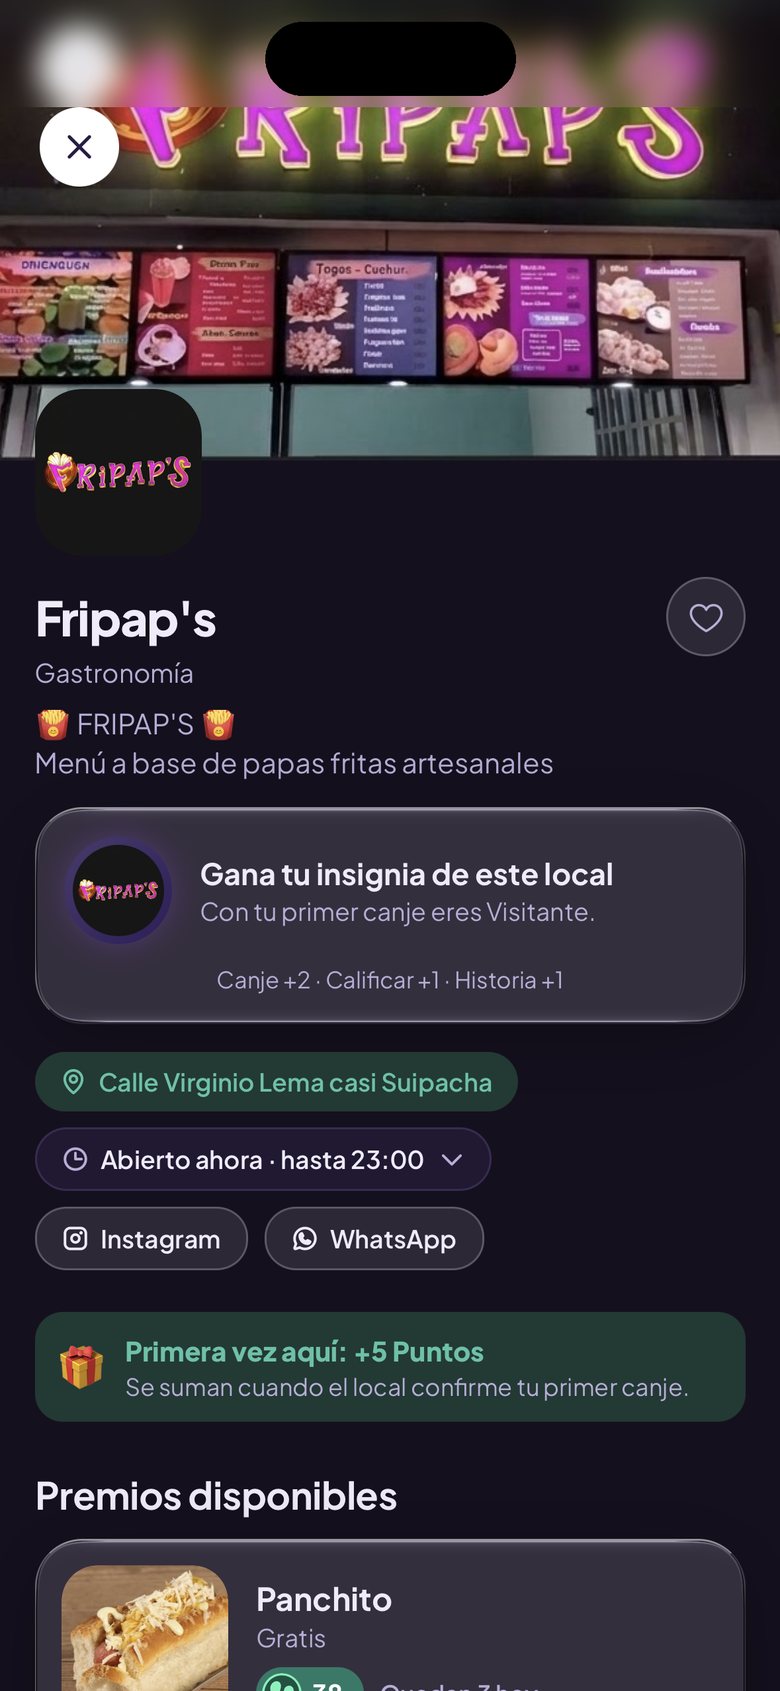 FRIPAP'S
Togos - Cuehur.
FRIPAP'S
Fripap's
Gastronomía
FRIPAP'S
Menú a base de papas fritas artesanales
FRIPAP'S
Gana tu insignia de este local
Con tu primer canje eres Visitante.
Canje +2 · Calificar +1 · Historia +1
Calle Virginio Lema casi Suipacha
Abierto ahora · hasta 23:00
Instagram
WhatsApp
Primera vez aquí: +5 Puntos
Se suman cuando el local confirme tu primer canje.
Premios disponibles
Panchito
Gratis